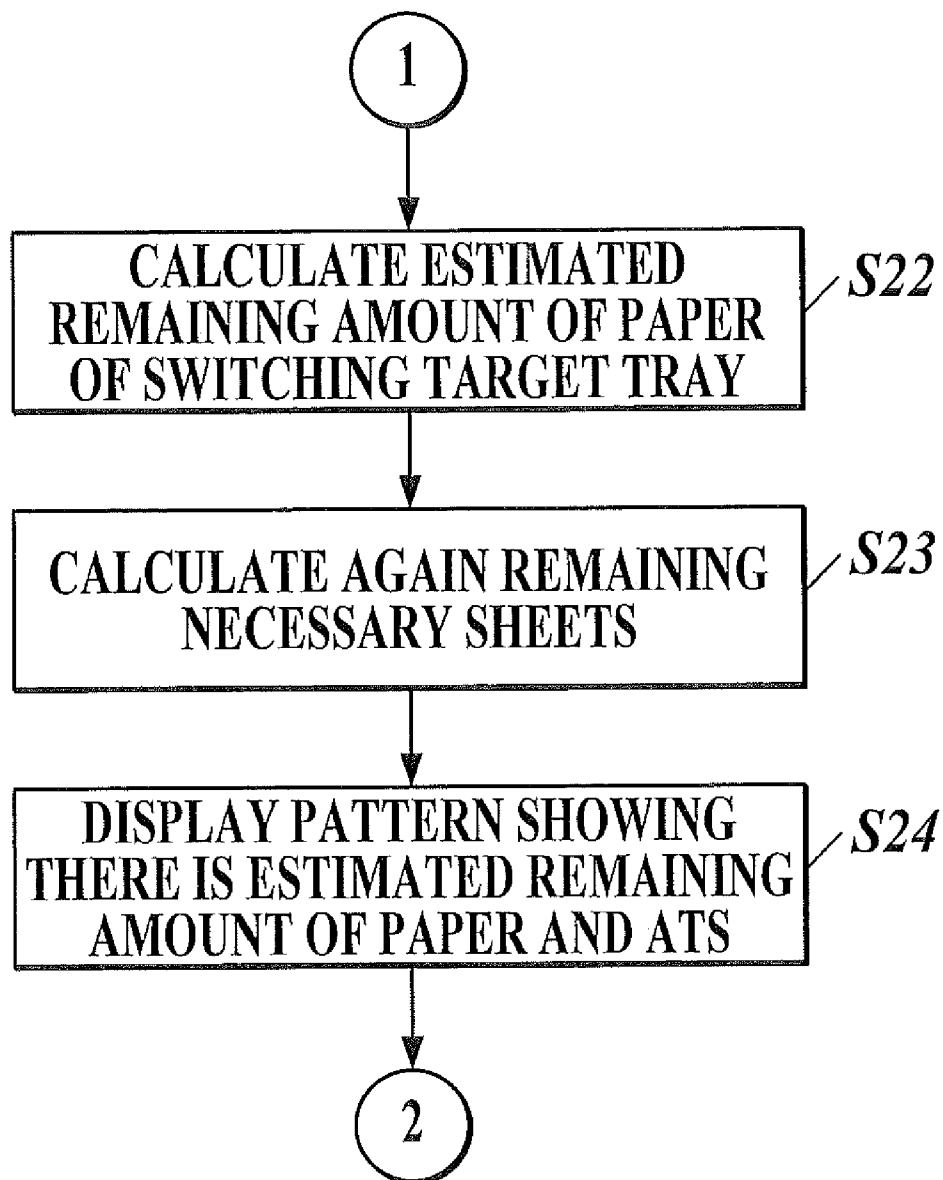 1
CALCULATE ESTIMATED
REMAINING AMOUNT OF PAPER
OF SWITCHING TARGET TRAY
S22
CALCULATE AGAIN REMAINING
NECESSARY SHEETS
S23
DISPLAY PATTERN SHOWING
THERE IS ESTIMATED REMAINING
AMOUNT OF PAPER AND ATS
S24
2